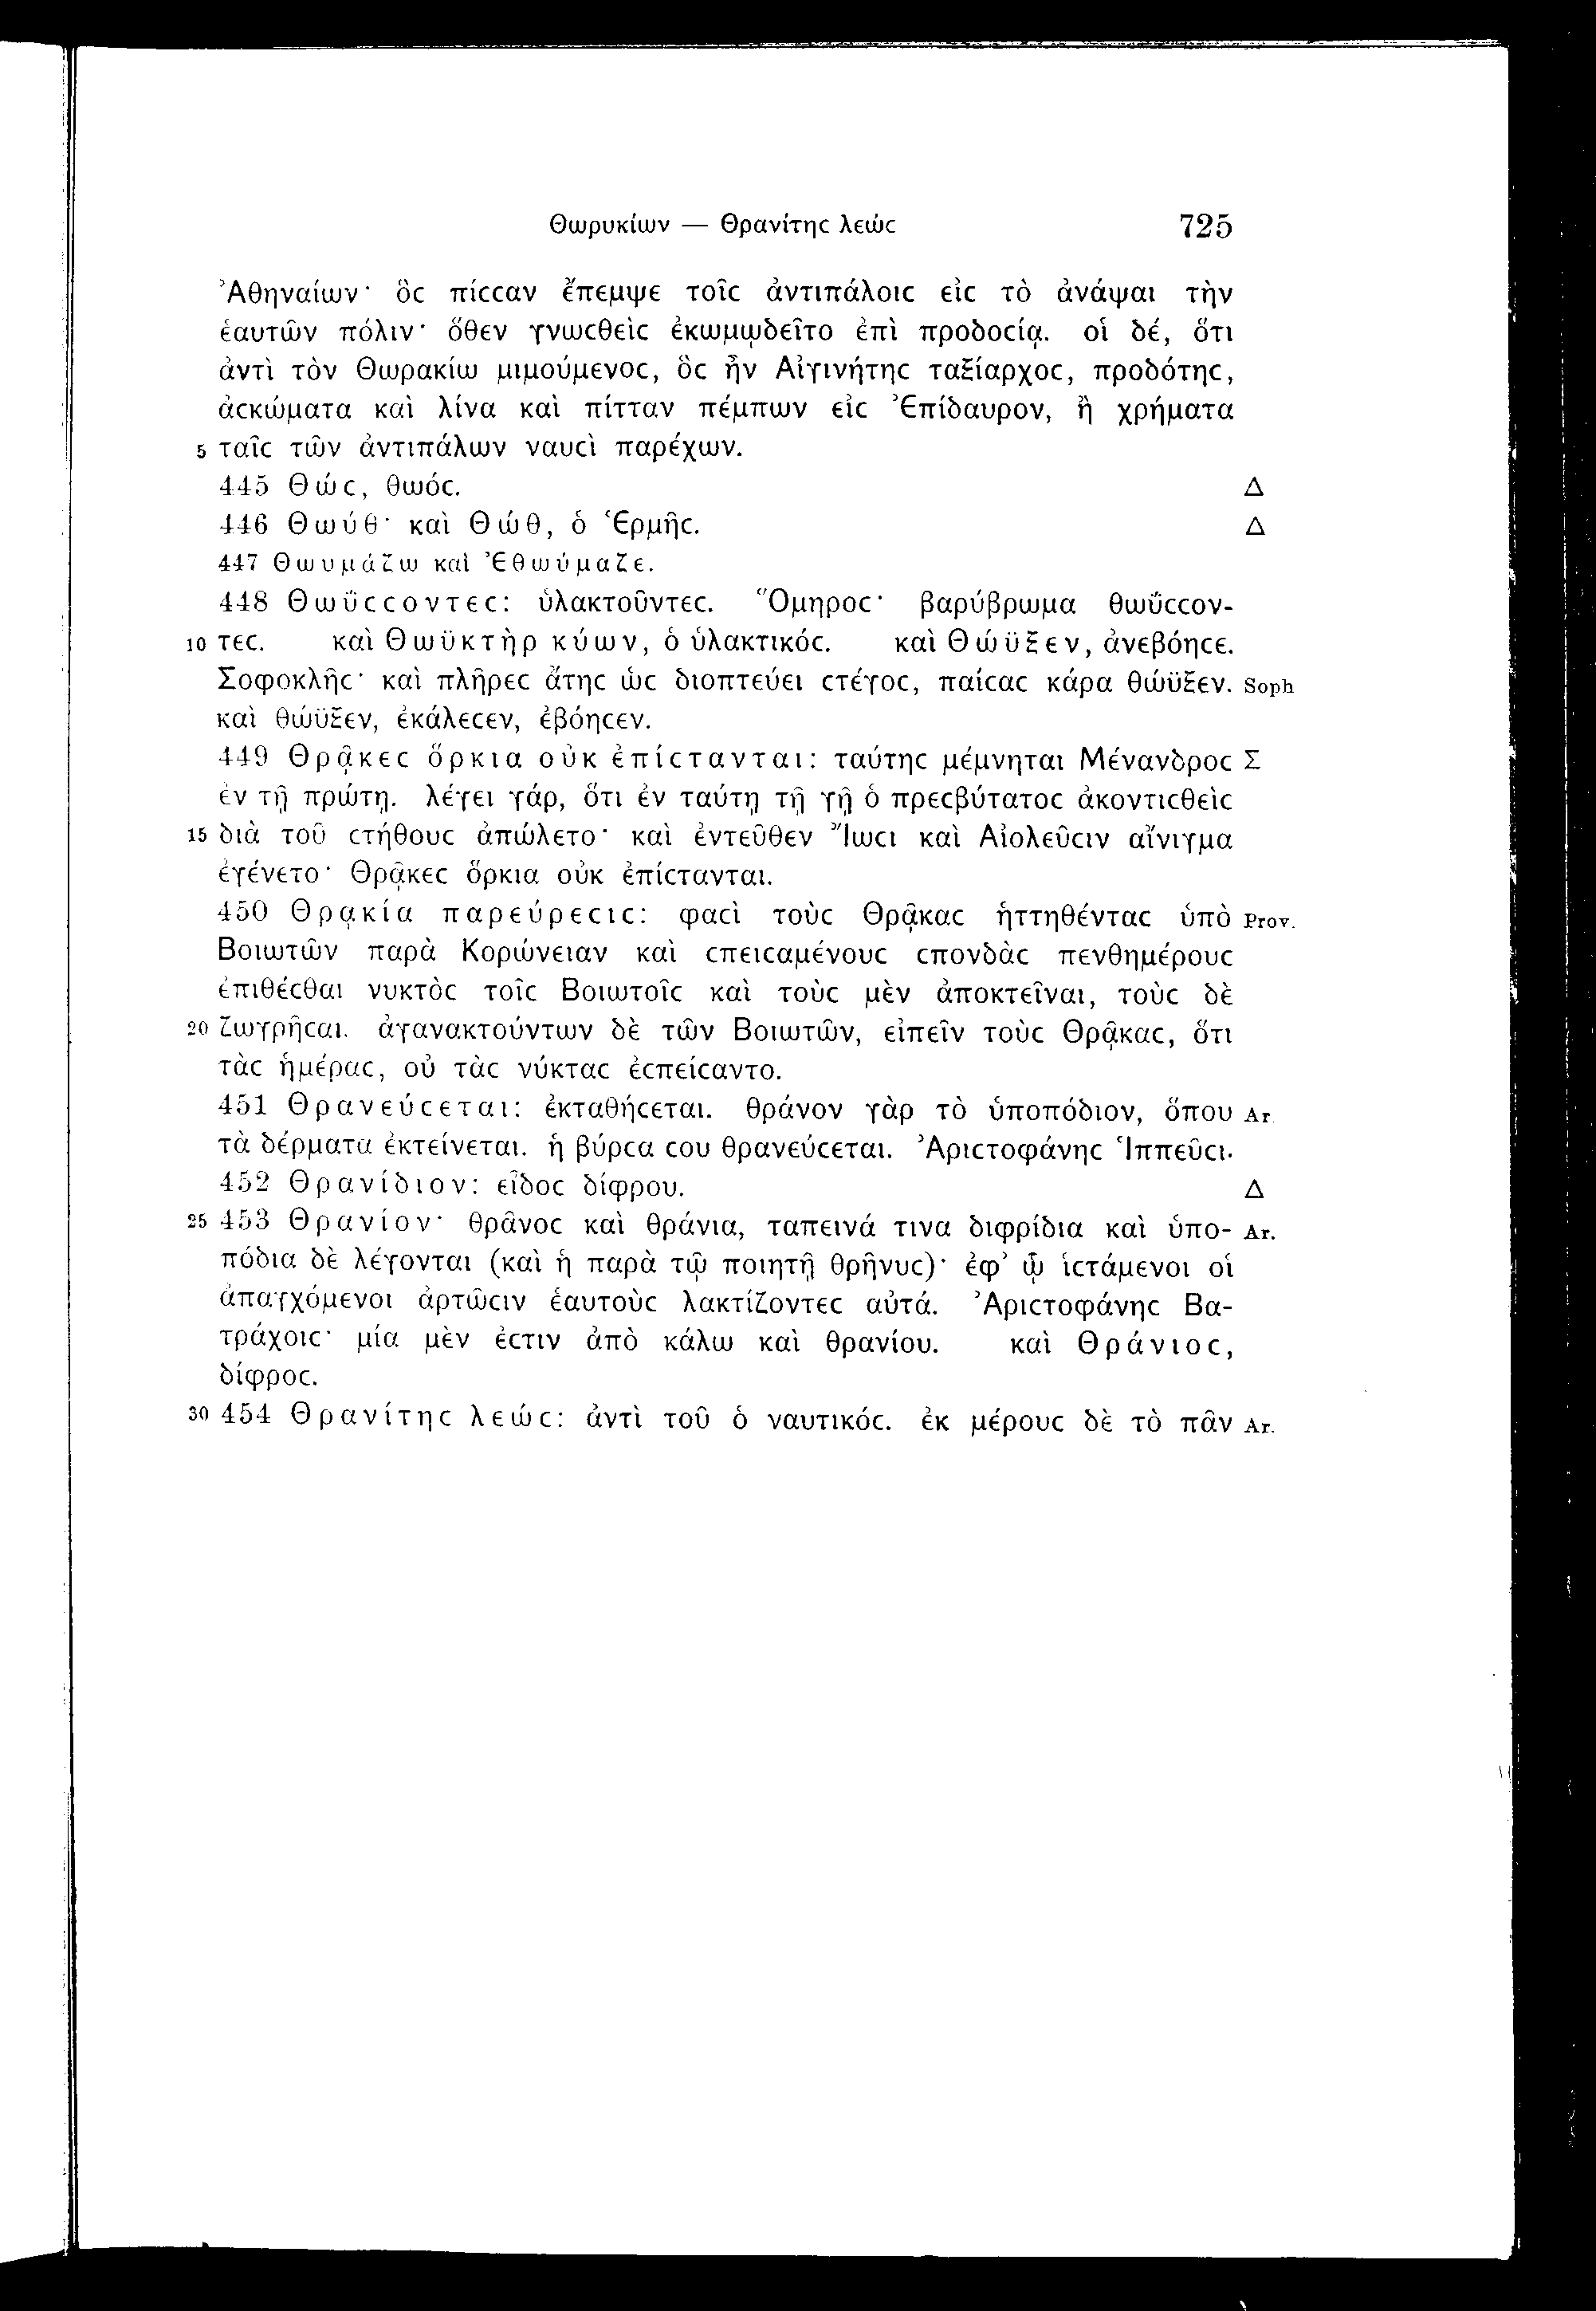 Θωρυκίων — Θρανίτης λεώς 725
Ἀθηναίων· ὃϲ πίϲϲαν ἔπεμψε τοῖϲ ἀντιπάλοιϲ εἰϲ τὸ ἀνάψαι τὴν
ἑαυτῶν πόλιν· ὅθεν γνωϲθεὶϲ ἐκωμῳδεῖτο ἐπὶ προδοϲίᾳ. οἱ δέ, ὅτι
ἀντὶ τὸν Θωρακίω μιμούμενοϲ, ὃϲ ἦν Αἰγινήτηϲ ταξίαρχοϲ, προδότηϲ,
ἀϲκώματα καὶ λίνα καὶ πίτταν πέμπων εἰϲ Ἐπίδαυρον, ἢ χρήματα
5 ταῖϲ τῶν ἀντιπάλων ναυϲὶ παρέχων.
445 Θώϲ, θωόϲ. Δ
446 Θωύθ· καὶ Θώθ, ὁ Ἑρμῆϲ. Δ
447 Θωυμάζω καὶ Ἐθωύμαζε.
448 Θωΰϲϲοντεϲ: ὑλακτοῦντεϲ. Ὅμηροϲ· βαρύβρωμα θωΰϲϲον-
10 τεϲ. καὶ Θωϋκτὴρ κύων, ὁ ὑλακτικόϲ. καὶ Θώϋξεν, ἀνεβόηϲε.
Σοφοκλῆϲ· καὶ πλῆρεϲ ἄτηϲ ὡϲ διοπτεύει ϲτέγοϲ, παίϲαϲ κάρα θώϋξεν. Soph
καὶ θώϋξεν, ἐκάλεϲεν, ἐβόηϲεν.
449 Θρᾷκεϲ ὅρκια οὐκ ἐπίϲτανται: ταύτηϲ μέμνηται Μένανδροϲ Σ
ἐν τῇ πρώτῃ. λέγει γάρ, ὅτι ἐν ταύτῃ τῇ γῇ ὁ πρεϲβύτατοϲ ἀκοντιϲθεὶϲ
15 διὰ τοῦ ϲτήθουϲ ἀπώλετο· καὶ ἐντεῦθεν Ἴωϲι καὶ Αἰολεῦϲιν αἴνιγμα
ἐγένετο· Θρᾷκεϲ ὅρκια οὐκ ἐπίϲτανται.
450 Θρᾳκία παρεύρεϲιϲ: φαϲὶ τοὺϲ Θρᾷκαϲ ἡττηθένταϲ ὑπὸ Prov.
Βοιωτῶν παρὰ Κορώνειαν καὶ ϲπειϲαμένουϲ ϲπονδὰϲ πενθημέρουϲ
ἐπιθέϲθαι νυκτὸϲ τοῖϲ Βοιωτοῖϲ καὶ τοὺϲ μὲν ἀποκτεῖναι, τοὺϲ δὲ
20 ζωγρῆϲαι. ἀγανακτούντων δὲ τῶν Βοιωτῶν, εἰπεῖν τοὺϲ Θρᾷκαϲ, ὅτι
τὰϲ ἡμέραϲ, οὐ τὰϲ νύκταϲ ἐϲπείϲαντο.
451 Θρανεύϲεται: ἐκταθήϲεται. θράνον γὰρ τὸ ὑποπόδιον, ὅπου Ar
τὰ δέρματα ἐκτείνεται. ἡ βύρϲα ϲου θρανεύϲεται. Ἀριϲτοφάνηϲ Ἱππεῦϲι.
452 Θρανίδιον: εἶδοϲ δίφρου. Δ
25 453 Θρανίον· θρᾶνοϲ καὶ θράνια, ταπεινά τινα διφρίδια καὶ ὑπο- Ar.
πόδια δὲ λέγονται (καὶ ἡ παρὰ τῷ ποιητῇ θρῆνυϲ)· ἐφ’ ᾧ ἱϲτάμενοι οἱ
ἀπαγχόμενοι ἀρτῶϲιν ἑαυτοὺϲ λακτίζοντεϲ αὐτά. Ἀριϲτοφάνηϲ Βα-
τράχοιϲ· μία μὲν ἐϲτιν ἀπὸ κάλω καὶ θρανίου. καὶ Θράνιοϲ,
δίφροϲ.
30 454 Θρανίτηϲ λεώϲ: ἀντὶ τοῦ ὁ ναυτικόϲ. ἐκ μέρουϲ δὲ τὸ πᾶν Ar.